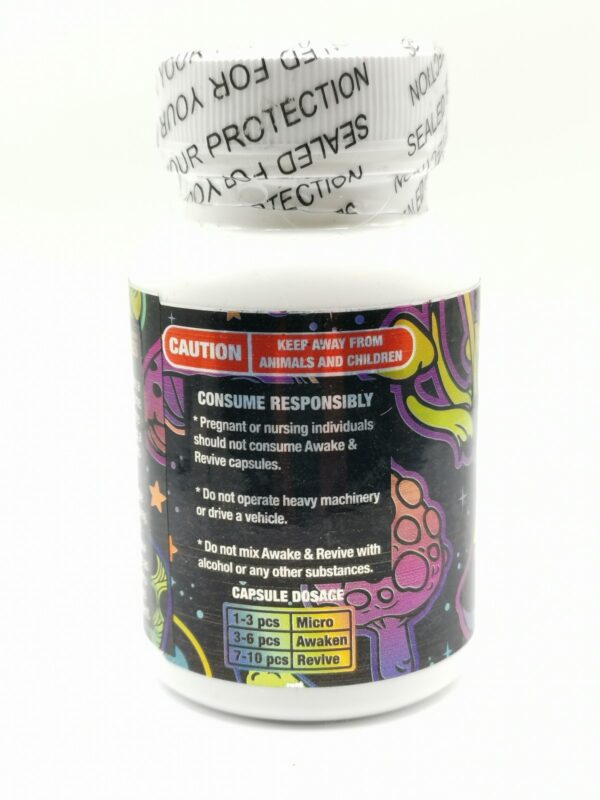 SEALED FOR YOUR
YOUR PROTECTION
SEALED FOR YOU
PROTECTION
SEALED
CAUTION
KEEP AWAY FROM
ANIMALS AND CHILDREN
CONSUME RESPONSIBLY
* Pregnant or nursing individuals
should not consume Awake &
Revive capsules.
* Do not operate heavy machinery
or drive a vehicle.
* Do not mix Awake & Revive with
alcohol or any other substances.
CAPSULE DOSAGE
1-3 pcs Micro
3-6 pcs Awaken
7-10 pcs Revive